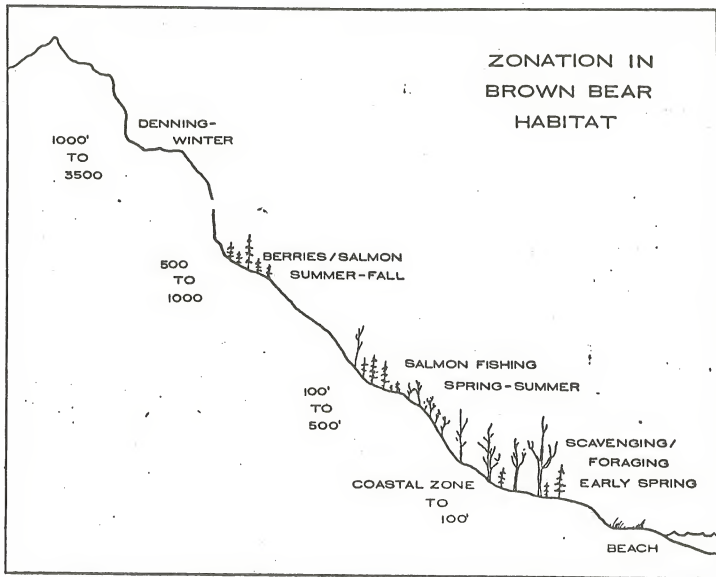 ZONATION IN
BROWN BEAR
HABITAT
DENNING-
WINTER
1000'
TO
3500
BERRIES/SALMON
SUMMER-FALL
500
TO
1000
SALMON FISHING
SPRING-SUMMER
100'
TO
500'
SCAVENGING/
FORAGING
EARLY SPRING
COASTAL ZONE
TO
100'
BEACH